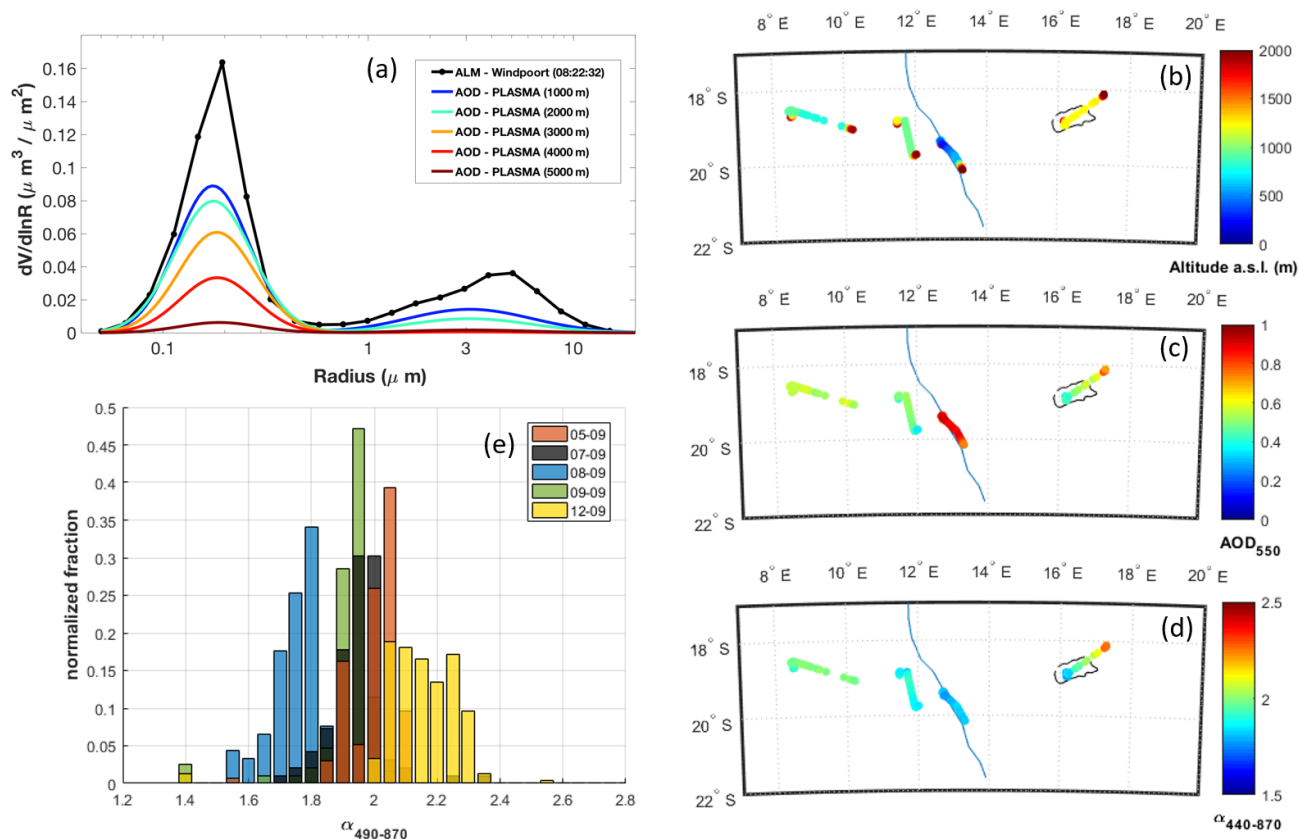 (a)
0.16
0.14
0.12
0.1
0.08
0.06
0.04
0.02
0
dV/dlnR (μ m³ / μ m²)
ALM - Windpoort (08:22:32)
AOD - PLASMA (1000 m)
AOD - PLASMA (2000 m)
AOD - PLASMA (3000 m)
AOD - PLASMA (4000 m)
AOD - PLASMA (5000 m)
0.1 1 3 10
Radius (μ m)
(b)
8° E 10° E 12° E 14° E 16° E 18° E 20° E
18° S
20° S
22° S
2000
1500
1000
500
0
Altitude a.s.l. (m)
(c)
18° S
20° S
22° S
1
0.8
0.6
0.4
0.2
0
AOD₅₅₀
(d)
8° E 10° E 12° E 14° E 16° E 18° E 20° E
18° S
20° S
22° S
2.5
2
1.5
α₄₄₀₋₈₇₀
(e)
0.5
0.45
0.4
0.35
0.3
0.25
0.2
0.15
0.1
0.05
0
normalized fraction
05-09
07-09
08-09
09-09
12-09
1.2 1.4 1.6 1.8 2 2.2 2.4 2.6 2.8
α₄₉₀₋₈₇₀